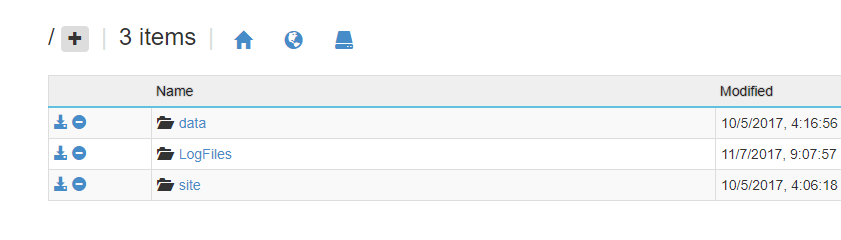 / + | 3 items |
Name Modified
data 10/5/2017, 4:16:56
LogFiles 11/7/2017, 9:07:57
site 10/5/2017, 4:06:18